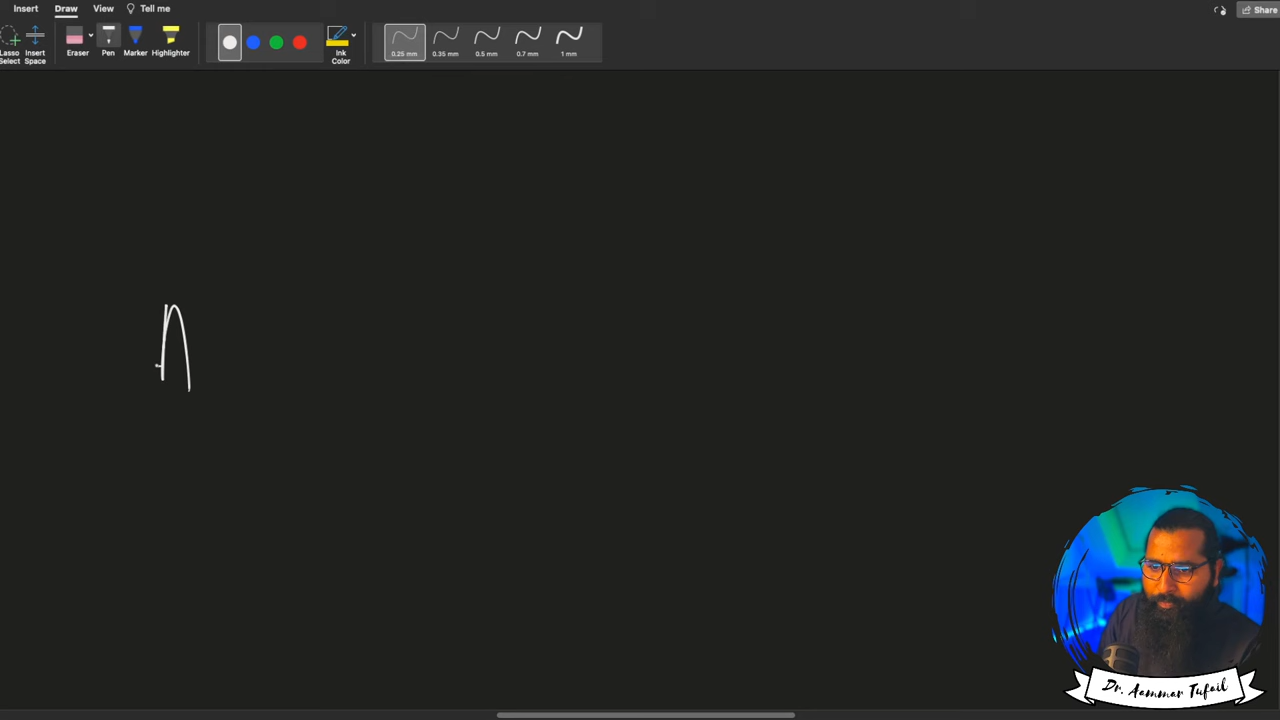 Insert Draw View Tell me
Share
Lasso Select
Insert Space
Eraser
Pen
Marker
Highlighter
Ink Color
0.25 mm
0.35 mm
0.5 mm
0.7 mm
1 mm
Dr. Aammar Tufail